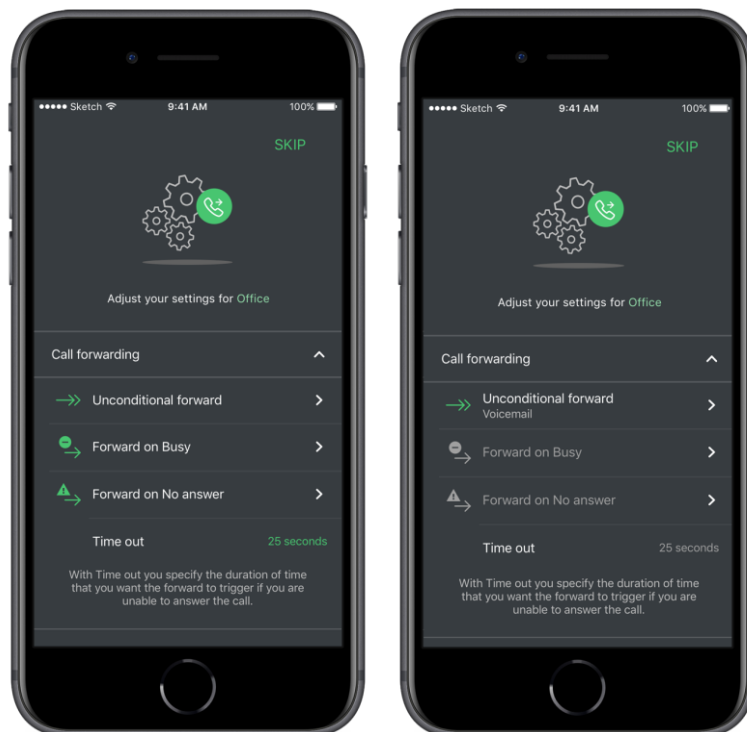 ●●●●● Sketch 9:41 AM 100%
SKIP
Adjust your settings for Office
Call forwarding
Unconditional forward
Forward on Busy
Forward on No answer
Time out 25 seconds
With Time out you specify the duration of time
that you want the forward to trigger if you are
unable to answer the call.
●●●●● Sketch 9:41 AM 100%
SKIP
Adjust your settings for Office
Call forwarding
Unconditional forward
Voicemail
Forward on Busy
Forward on No answer
Time out 25 seconds
With Time out you specify the duration of time
that you want the forward to trigger if you are
unable to answer the call.